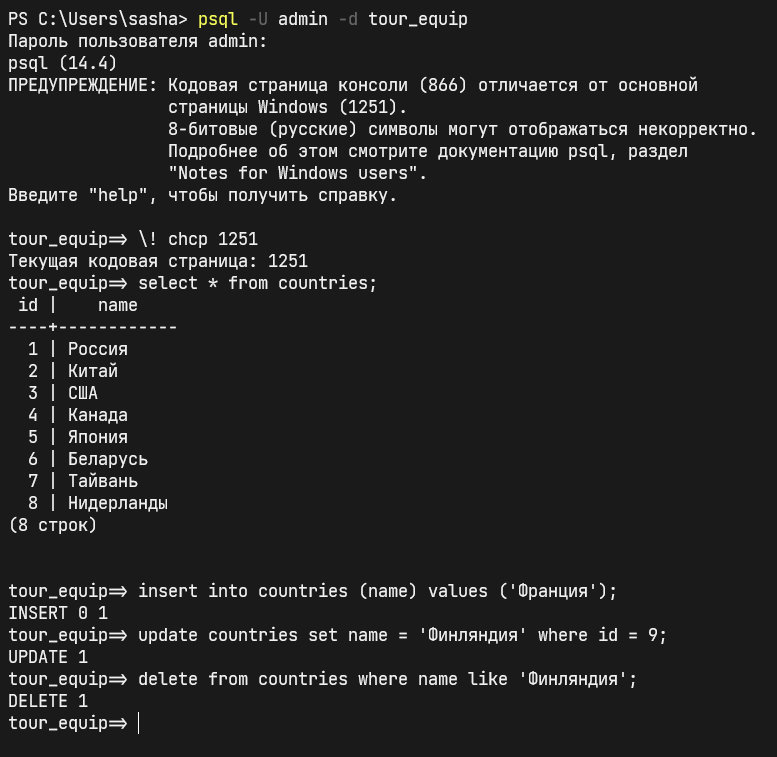 PS C:\Users\sasha> psql -U admin -d tour_equip
Пароль пользователя admin:
psql (14.4)
ПРЕДУПРЕЖДЕНИЕ: Кодовая страница консоли (866) отличается от основной
                страницы Windows (1251).
                8-битовые (русские) символы могут отображаться некорректно.
                Подробнее об этом смотрите документацию psql, раздел
                "Notes for Windows users".
Введите "help", чтобы получить справку.

tour_equip=> \! chcp 1251
Текущая кодовая страница: 1251
tour_equip=> select * from countries;
 id |    name
----+------------
  1 | Россия
  2 | Китай
  3 | США
  4 | Канада
  5 | Япония
  6 | Беларусь
  7 | Тайвань
  8 | Нидерланды
(8 строк)


tour_equip=> insert into countries (name) values ('Франция');
INSERT 0 1
tour_equip=> update countries set name = 'Финляндия' where id = 9;
UPDATE 1
tour_equip=> delete from countries where name like 'Финляндия';
DELETE 1
tour_equip=>